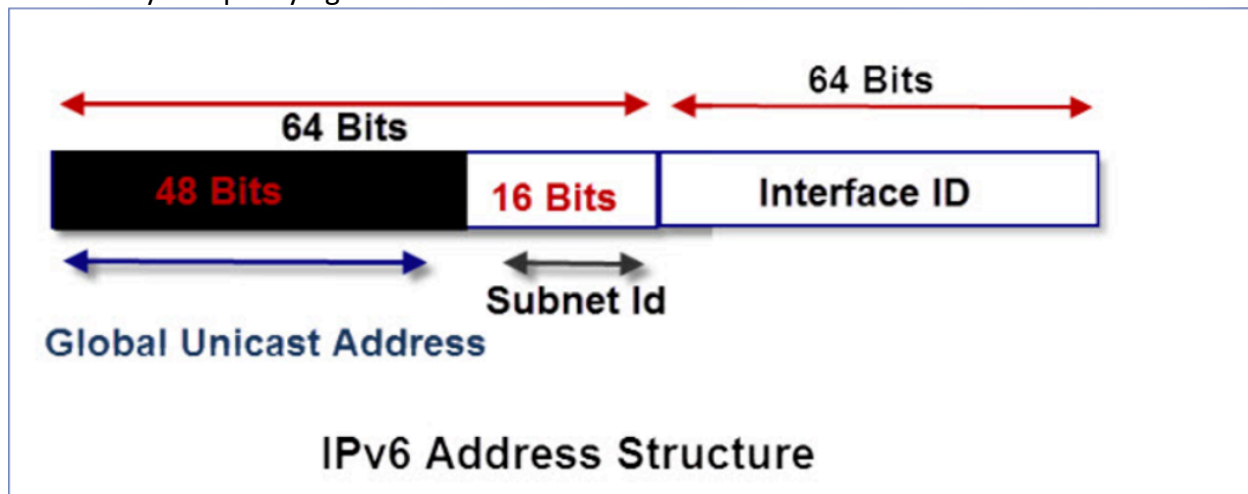 64 Bits
64 Bits
48 Bits
16 Bits
Interface ID
Subnet Id
Global Unicast Address
IPv6 Address Structure